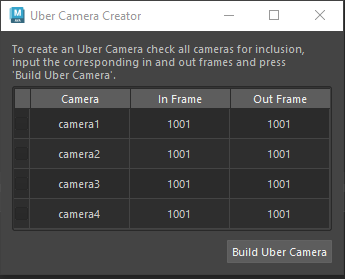 M
Uber Camera Creator
To create an Uber Camera check all cameras for inclusion,
input the corresponding in and out frames and press
'Build Uber Camera'.
Camera In Frame Out Frame
camera1 1001 1001
camera2 1001 1001
camera3 1001 1001
camera4 1001 1001
Build Uber Camera